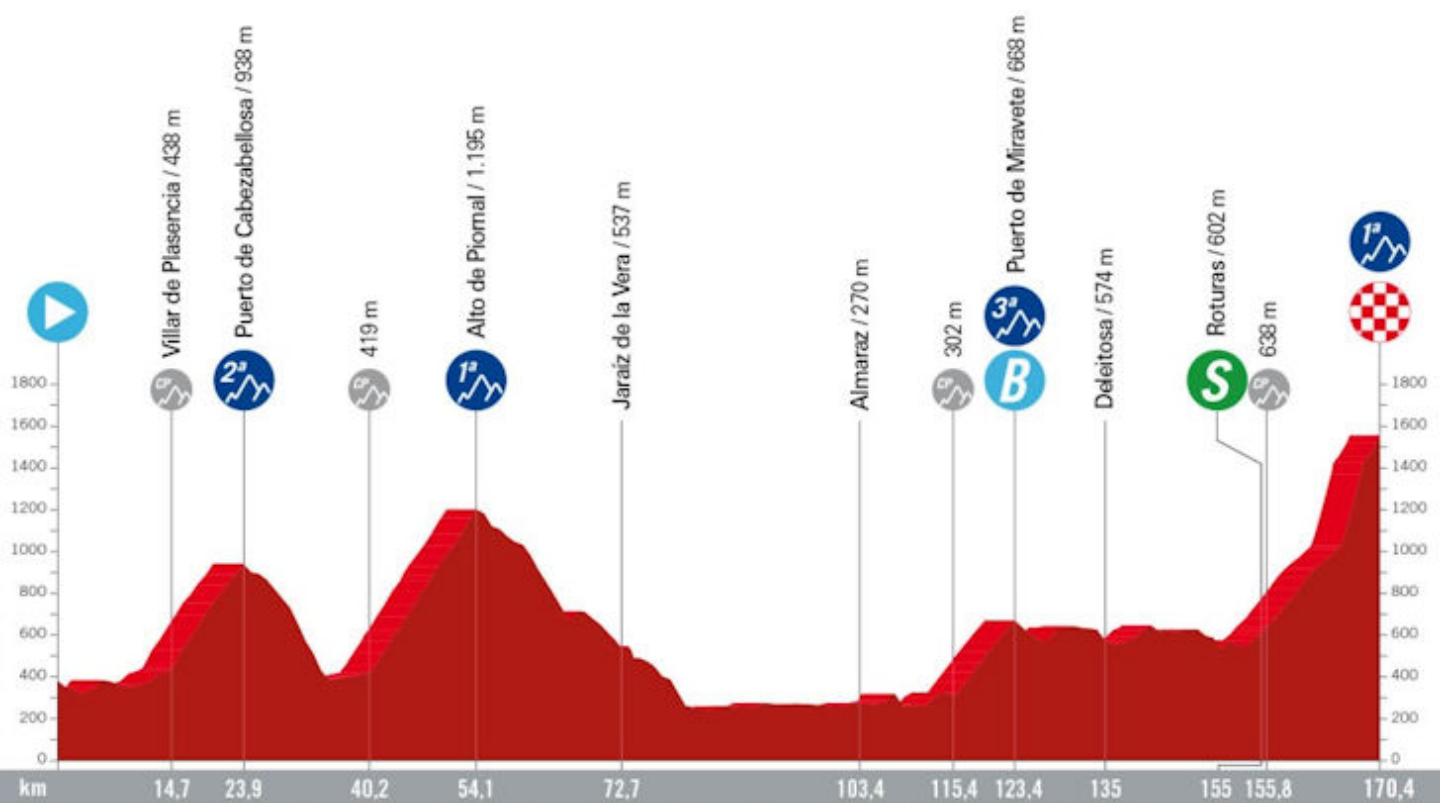 Villar de Plasencia / 438 m
CP
Puerto de Cabezabellosa / 938 m
2ª
419 m
CP
Alto de Piornal / 1.195 m
1ª
Jaraíz de la Vera / 537 m
Almaraz / 270 m
302 m
CP
Puerto de Miravete / 668 m
3ª
B
Deleitosa / 574 m
Roturas / 602 m
S
638 m
CP
1ª
1800 1800
1600 1600
1400 1400
1200 1200
1000 1000
800 800
600 600
400 400
200 200
0 0
km 14,7 23,9 40,2 54,1 72,7 103,4 115,4 123,4 135 155 155,8 170,4